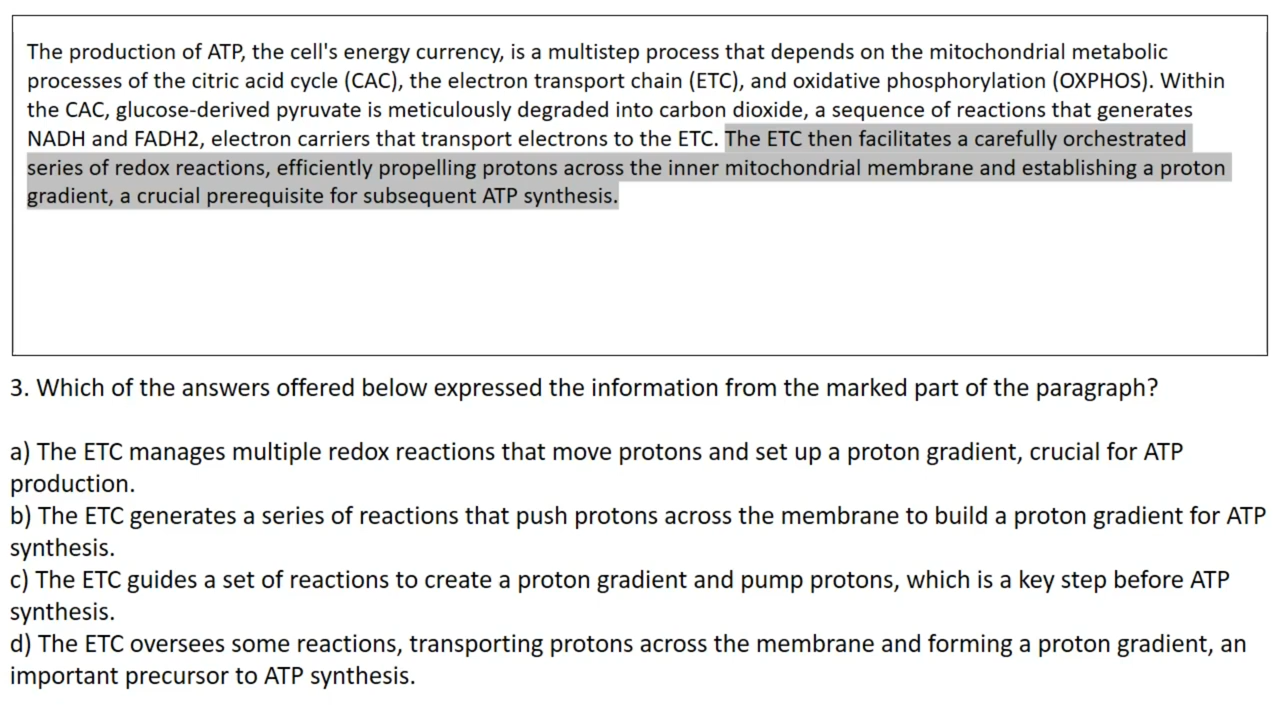 The production of ATP, the cell's energy currency, is a multistep process that depends on the mitochondrial metabolic
processes of the citric acid cycle (CAC), the electron transport chain (ETC), and oxidative phosphorylation (OXPHOS). Within
the CAC, glucose-derived pyruvate is meticulously degraded into carbon dioxide, a sequence of reactions that generates
NADH and FADH2, electron carriers that transport electrons to the ETC. The ETC then facilitates a carefully orchestrated
series of redox reactions, efficiently propelling protons across the inner mitochondrial membrane and establishing a proton
gradient, a crucial prerequisite for subsequent ATP synthesis.
3. Which of the answers offered below expressed the information from the marked part of the paragraph?
a) The ETC manages multiple redox reactions that move protons and set up a proton gradient, crucial for ATP
production.
b) The ETC generates a series of reactions that push protons across the membrane to build a proton gradient for ATP
synthesis.
c) The ETC guides a set of reactions to create a proton gradient and pump protons, which is a key step before ATP
synthesis.
d) The ETC oversees some reactions, transporting protons across the membrane and forming a proton gradient, an
important precursor to ATP synthesis.